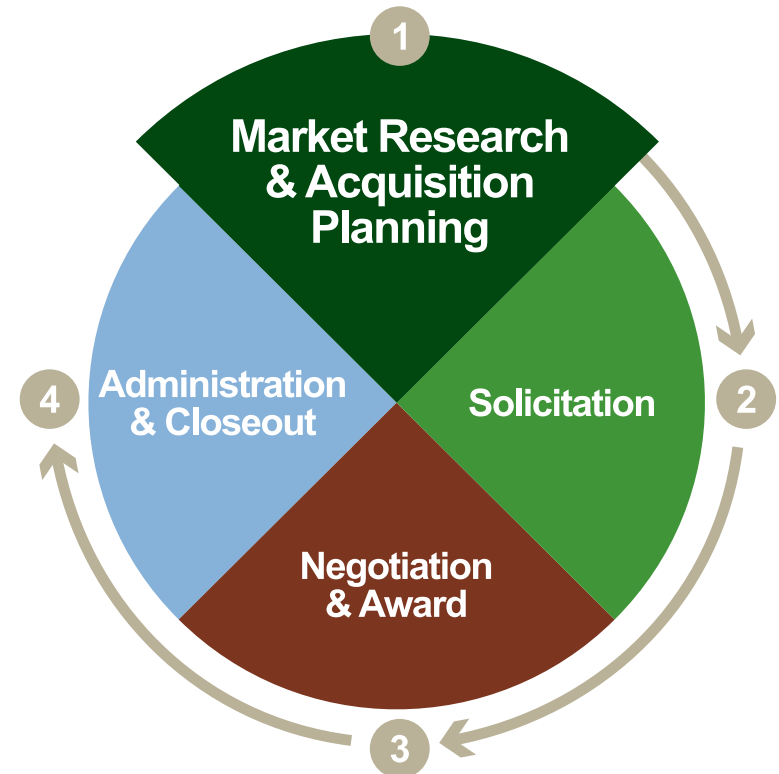 1
Market Research
& Acquisition
Planning
2
Solicitation
3
Negotiation
& Award
4
Administration
& Closeout